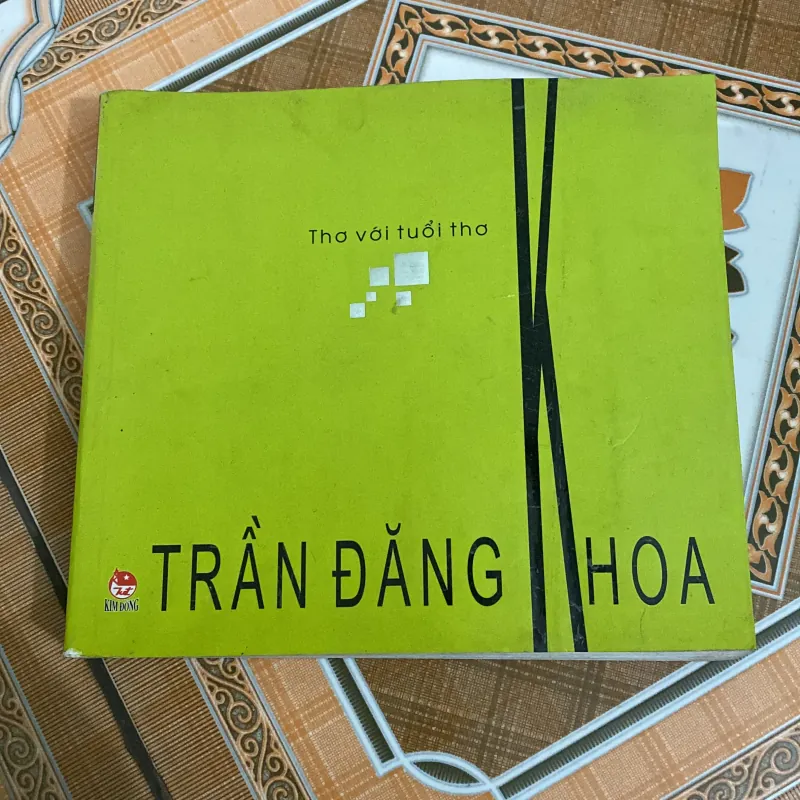 Thơ với tuổi thơ
TRẦN ĐĂNG KHOA
KIM ĐỒNG